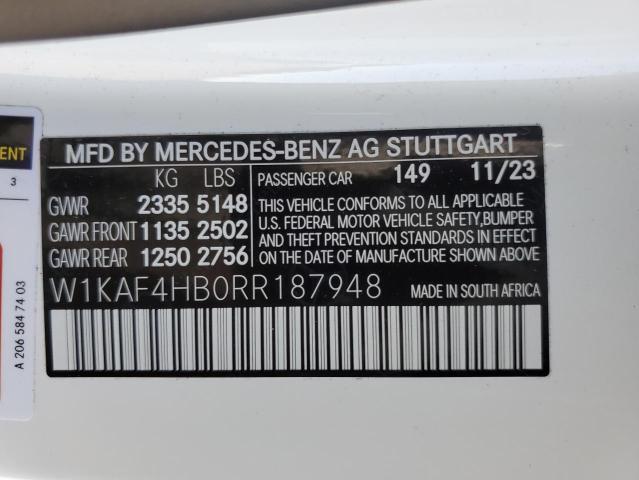 MFD BY MERCEDES-BENZ AG STUTTGART
KG LBS
GVWR 2335 5148
GAWR FRONT 1135 2502
GAWR REAR 1250 2756
PASSENGER CAR 149 11/23
THIS VEHICLE CONFORMS TO ALL APPLICABLE
U.S. FEDERAL MOTOR VEHICLE SAFETY,BUMPER
AND THEFT PREVENTION STANDARDS IN EFFECT
ON THE DATE OF MANUFACTURE SHOWN ABOVE
W1KAF4HB0RR187948 MADE IN SOUTH AFRICA
ENT
3
A 206 584 74 03